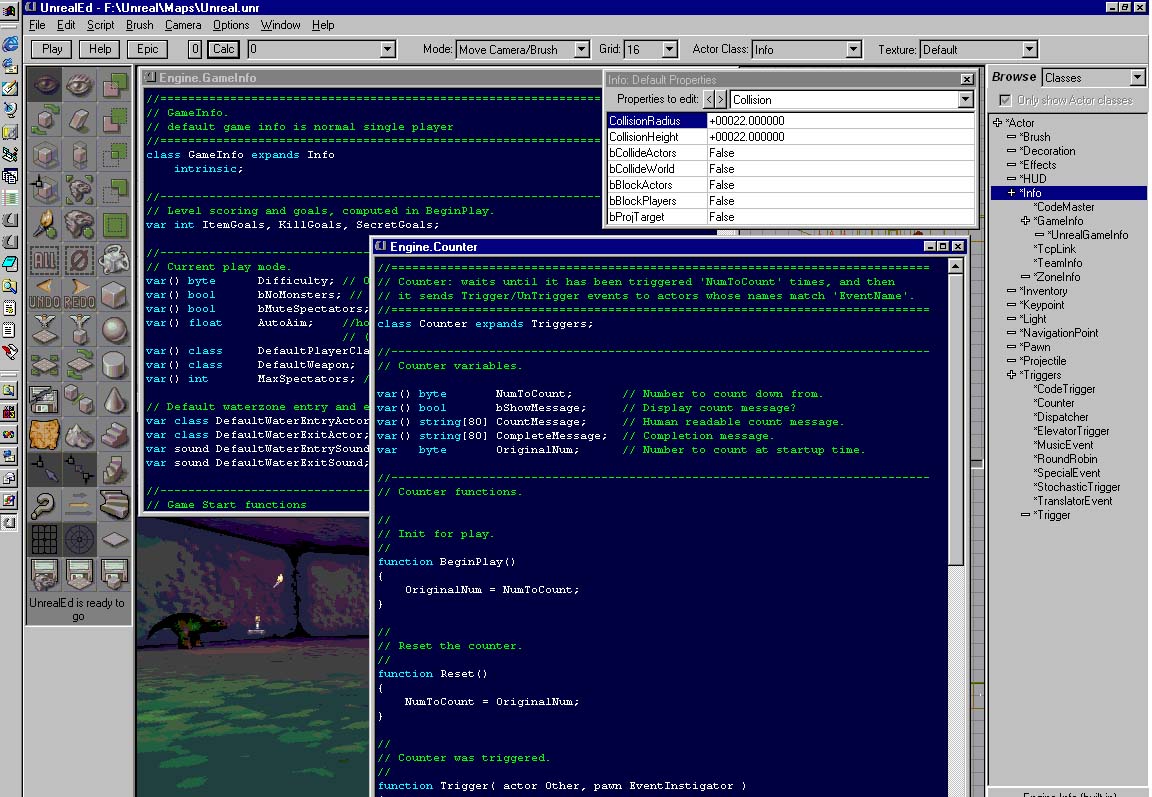 UnrealEd - F:\Unreal\Maps\Unreal.unr
File Edit Script Brush Camera Options Window Help
Play Help Epic 0 Calc 0 Mode: Move Camera/Brush Grid: 16 Actor Class: Info Texture: Default
ALL
UNDO REDO
UnrealEd is ready to
go
Engine.GameInfo
//=============================================================
// GameInfo.
// default game info is normal single player
//=============================================================
class GameInfo expands Info
intrinsic;
//-------------------------------------------------------------
// Level scoring and goals, computed in BeginPlay.
var int ItemGoals, KillGoals, SecretGoals;
//-------------------------------------------------------------
// Current play mode.
var() byte Difficulty; //
var() bool bNoMonsters; //
var() bool bMuteSpectators;
var() float AutoAim; //
// (
var() class
var() class DefaultWeapon;
var() int MaxSpectators; /
// Default waterzone entry and
var class DefaultWaterEntryActor
var class DefaultWaterExitActor;
var sound DefaultWaterEntrySound
var sound DefaultWaterExitSound;
//-------------------------------
// Game Start functions
Info: Default Properties
Properties to edit: < > Collision
CollisionRadius +00022.000000
CollisionHeight +00022.000000
bCollideActors False
bCollideWorld False
bBlockActors False
bBlockPlayers False
bProjTarget False
Engine.Counter
//=============================================================================
// Counter: waits until it has been triggered 'NumToCount' times, and then
// it sends Trigger/UnTrigger events to actors whose names match 'EventName'.
//=============================================================================
class Counter expands Triggers;
//-----------------------------------------------------------------------------
// Counter variables.
var() byte NumToCount; // Number to count down from.
var() bool bShowMessage; // Display count message?
var() string[80] CountMessage; // Human readable count message.
var() string[80] CompleteMessage; // Completion message.
var byte OriginalNum; // Number to count at startup time.
//-----------------------------------------------------------------------------
// Counter functions.
//
// Init for play.
//
function BeginPlay()
{
OriginalNum = NumToCount;
}
//
// Reset the counter.
//
function Reset()
{
NumToCount = OriginalNum;
}
//
// Counter was triggered.
//
function Trigger( actor Other, pawn EventInstigator )
Browse Classes
Only show Actor classes
*Actor
*Brush
*Decoration
*Effects
*HUD
*Info
*CodeMaster
*GameInfo
*UnrealGameInfo
*TcpLink
*TeamInfo
*ZoneInfo
*Inventory
*Keypoint
*Light
*NavigationPoint
*Pawn
*Projectile
*Triggers
*CodeTrigger
*Counter
*Dispatcher
*ElevatorTrigger
*MusicEvent
*RoundRobin
*SpecialEvent
*StochasticTrigger
*TranslatorEvent
*Trigger